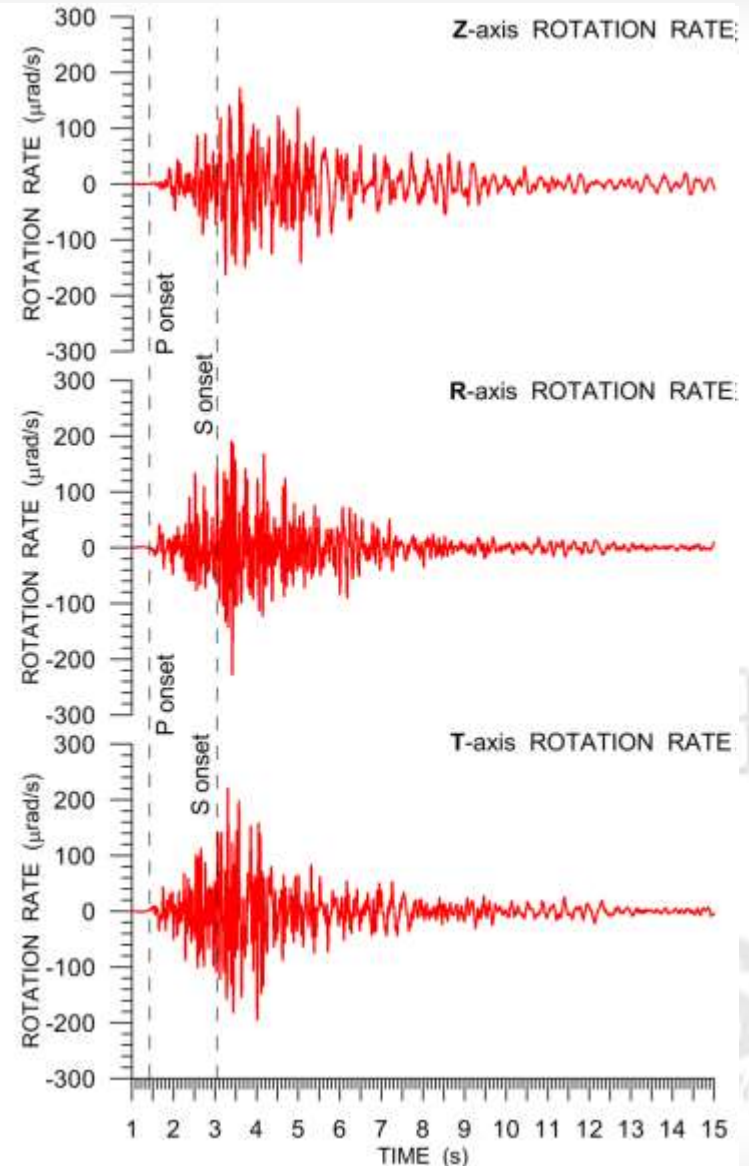 Z-axis ROTATION RATE
300
200
100
0
-100
-200
-300
ROTATION RATE (μrad/s)
P onset
S onset
R-axis ROTATION RATE
300
200
100
0
-100
-200
-300
ROTATION RATE (μrad/s)
P onset
S onset
T-axis ROTATION RATE
300
200
100
0
-100
-200
-300
ROTATION RATE (μrad/s)
1 2 3 4 5 6 7 8 9 10 11 12 13 14 15
TIME (s)